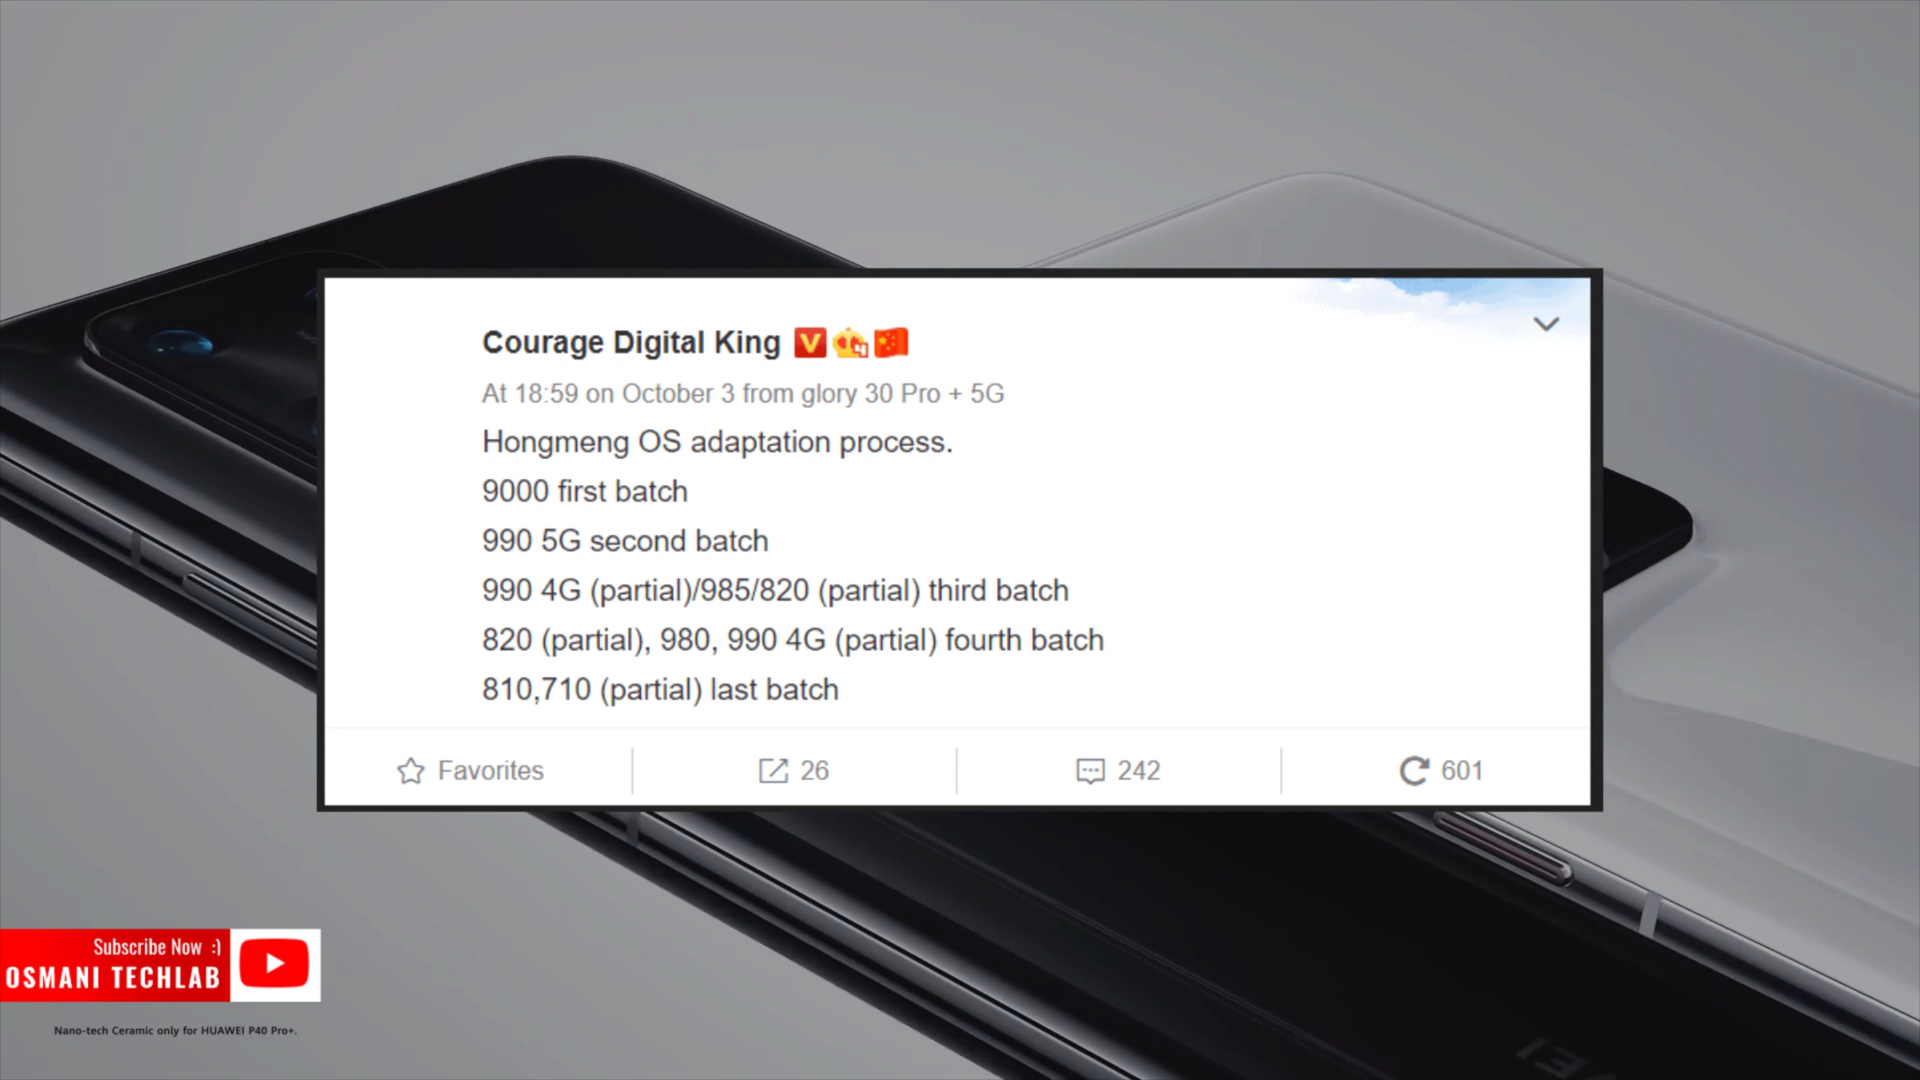 Courage Digital King
At 18:59 on October 3 from glory 30 Pro + 5G
Hongmeng OS adaptation process.
9000 first batch
990 5G second batch
990 4G (partial)/985/820 (partial) third batch
820 (partial), 980, 990 4G (partial) fourth batch
810,710 (partial) last batch
Favorites
26
242
601
Subscribe Now :)
OSMANI TECHLAB
Nano-tech Ceramic only for HUAWEI P40 Pro+.